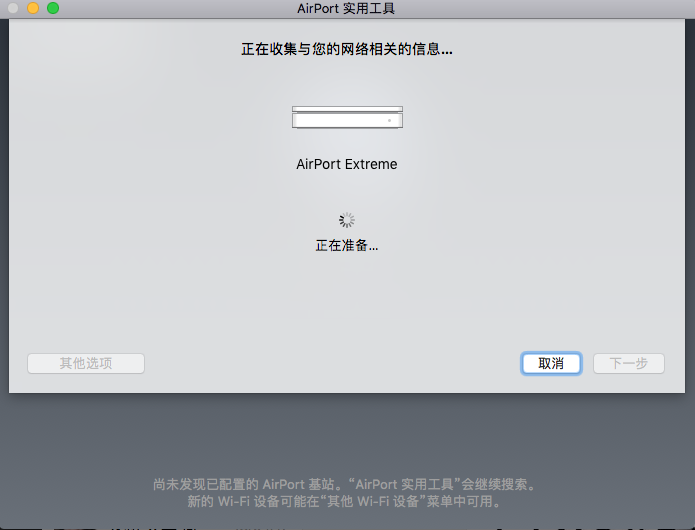 AirPort 实用工具
正在收集与您的网络相关的信息...
AirPort Extreme
正在准备...
其他选项
取消
下一步
尚未发现已配置的 AirPort 基站。“AirPort 实用工具”会继续搜索。
新的 Wi-Fi 设备可能在“其他 Wi-Fi 设备”菜单中可用。